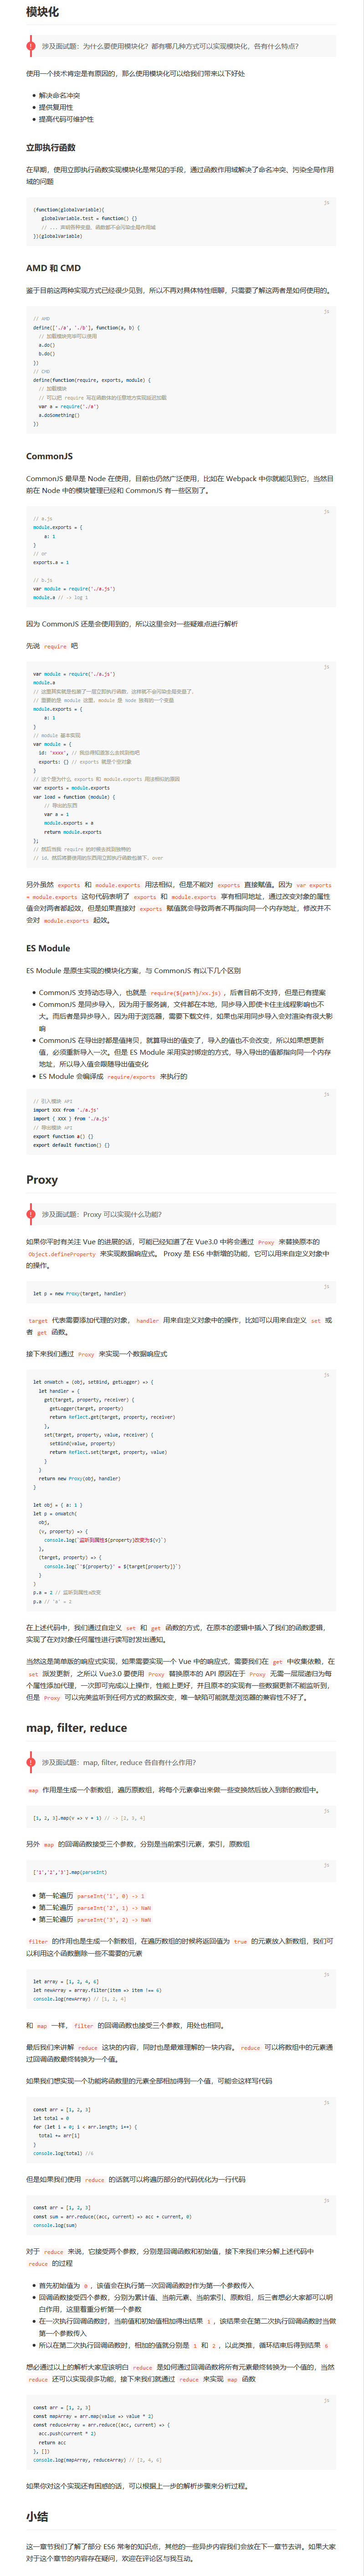 模块化
涉及面试题：为什么要使用模块化？都有哪几种方式可以实现模块化，各有什么特点？
使用一个技术肯定是有原因的，那么使用模块化可以给我们带来以下好处
解决命名冲突
提供复用性
提高代码可维护性
立即执行函数
在早期，使用立即执行函数实现模块化是常见的手段，通过函数作用域解决了命名冲突、污染全局作用
域的问题
js
(function(globalVariable){
globalVariable.test = function() {}
// ... 声明各种变量、函数都不会污染全局作用域
})(globalVariable)
AMD 和 CMD
鉴于目前这两种实现方式已经很少见到，所以不再对具体特性细聊，只需要了解这两者是如何使用的。
js
// AMD
define(['./a', './b'], function(a, b) {
// 加载模块完毕可以使用
a.do()
b.do()
})
// CMD
define(function(require, exports, module) {
// 加载模块
// 可以把 require 写在函数体的任意地方实现延迟加载
var a = require('./a')
a.doSomething()
})
CommonJS
CommonJS 最早是 Node 在使用，目前也仍然广泛使用，比如在 Webpack 中你就能见到它，当然目
前在 Node 中的模块管理已经和 CommonJS 有一些区别了。
js
// a.js
module.exports = {
a: 1
}
// or
exports.a = 1
// b.js
var module = require('./a.js')
module.a // -> log 1
因为 CommonJS 还是会使用到的，所以这里会对一些疑难点进行解析
先说 require 吧
js
var module = require('./a.js')
module.a
// 这里其实就是包装了一层立即执行函数，这样就不会污染全局变量了，
// 重要的是 module 这里，module 是 Node 独有的一个变量
module.exports = {
a: 1
}
// module 基本实现
var module = {
id: 'xxxx', // 我总得知道怎么去找到他吧
exports: {} // exports 就是个空对象
}
// 这个是为什么 exports 和 module.exports 用法相似的原因
var exports = module.exports
var load = function (module) {
// 导出的东西
var a = 1
module.exports = a
return module.exports
};
// 然后当我 require 的时候去找到独特的
// id，然后将要使用的东西用立即执行函数包装下，over
另外虽然 exports 和 module.exports 用法相似，但是不能对 exports 直接赋值。因为 var exports
= module.exports 这句代码表明了 exports 和 module.exports 享有相同地址，通过改变对象的属性
值会对两者都起效，但是如果直接对 exports 赋值就会导致两者不再指向同一个内存地址，修改并不
会对 module.exports 起效。
ES Module
ES Module 是原生实现的模块化方案，与 CommonJS 有以下几个区别
CommonJS 支持动态导入，也就是 require(${path}/xx.js) ，后者目前不支持，但是已有提案
CommonJS 是同步导入，因为用于服务端，文件都在本地，同步导入即使卡住主线程影响也不
大。而后者是异步导入，因为用于浏览器，需要下载文件，如果也采用同步导入会对渲染有很大影
响
CommonJS 在导出时都是值拷贝，就算导出的值变了，导入的值也不会改变，所以如果想更新
值，必须重新导入一次。但是 ES Module 采用实时绑定的方式，导入导出的值都指向同一个内存
地址，所以导入值会跟随导出值变化
ES Module 会编译成 require/exports 来执行的
js
// 引入模块 API
import XXX from './a.js'
import { XXX } from './a.js'
// 导出模块 API
export function a() {}
export default function() {}
Proxy
涉及面试题：Proxy 可以实现什么功能？
如果你平时有关注 Vue 的进展的话，可能已经知道了在 Vue3.0 中将会通过 Proxy 来替换原本的
Object.defineProperty 来实现数据响应式。 Proxy 是 ES6 中新增的功能，它可以用来自定义对象中
的操作。
js
let p = new Proxy(target, handler)
target 代表需要添加代理的对象， handler 用来自定义对象中的操作，比如可以用来自定义 set 或
者 get 函数。
接下来我们通过 Proxy 来实现一个数据响应式
js
let onWatch = (obj, setBind, getLogger) => {
let handler = {
get(target, property, receiver) {
getLogger(target, property)
return Reflect.get(target, property, receiver)
},
set(target, property, value, receiver) {
setBind(value, property)
return Reflect.set(target, property, value)
}
}
return new Proxy(obj, handler)
}
let obj = { a: 1 }
let p = onWatch(
obj,
(v, property) => {
console.log(`监听到属性${property}改变为${v}`)
},
(target, property) => {
console.log(`'${property}' = ${target[property]}`)
}
)
p.a = 2 // 监听到属性a改变
p.a // 'a' = 2
在上述代码中，我们通过自定义 set 和 get 函数的方式，在原本的逻辑中插入了我们的函数逻辑，
实现了在对对象任何属性进行读写时发出通知。
当然这是简单版的响应式实现，如果需要实现一个 Vue 中的响应式，需要我们在 get 中收集依赖，在
set 派发更新，之所以 Vue3.0 要使用 Proxy 替换原本的 API 原因在于 Proxy 无需一层层递归为每
个属性添加代理，一次即可完成以上操作，性能上更好，并且原本的实现有一些数据更新不能监听到，
但是 Proxy 可以完美监听到任何方式的数据改变，唯一缺陷可能就是浏览器的兼容性不好了。
map, filter, reduce
涉及面试题：map, filter, reduce 各自有什么作用？
map 作用是生成一个新数组，遍历原数组，将每个元素拿出来做一些变换然后放入到新的数组中。
js
[1, 2, 3].map(v => v + 1) // -> [2, 3, 4]
另外 map 的回调函数接受三个参数，分别是当前索引元素，索引，原数组
js
['1','2','3'].map(parseInt)
第一轮遍历 parseInt('1', 0) -> 1
第二轮遍历 parseInt('2', 1) -> NaN
第三轮遍历 parseInt('3', 2) -> NaN
filter 的作用也是生成一个新数组，在遍历数组的时候将返回值为 true 的元素放入新数组，我们可
以利用这个函数删除一些不需要的元素
js
let array = [1, 2, 4, 6]
let newArray = array.filter(item => item !== 6)
console.log(newArray) // [1, 2, 4]
和 map 一样， filter 的回调函数也接受三个参数，用处也相同。
最后我们来讲解 reduce 这块的内容，同时也是最难理解的一块内容。 reduce 可以将数组中的元素通
过回调函数最终转换为一个值。
如果我们想实现一个功能将函数里的元素全部相加得到一个值，可能会这样写代码
js
const arr = [1, 2, 3]
let total = 0
for (let i = 0; i < arr.length; i++) {
total += arr[i]
}
console.log(total) //6
但是如果我们使用 reduce 的话就可以将遍历部分的代码优化为一行代码
js
const arr = [1, 2, 3]
const sum = arr.reduce((acc, current) => acc + current, 0)
console.log(sum)
对于 reduce 来说，它接受两个参数，分别是回调函数和初始值，接下来我们来分解上述代码中
reduce 的过程
首先初始值为 0 ，该值会在执行第一次回调函数时作为第一个参数传入
回调函数接受四个参数，分别为累计值、当前元素、当前索引、原数组，后三者想必大家都可以明
白作用，这里着重分析第一个参数
在一次执行回调函数时，当前值和初始值相加得出结果 1 ，该结果会在第二次执行回调函数时当做
第一个参数传入
所以在第二次执行回调函数时，相加的值就分别是 1 和 2 ，以此类推，循环结束后得到结果 6
想必通过以上的解析大家应该明白 reduce 是如何通过回调函数将所有元素最终转换为一个值的，当然
reduce 还可以实现很多功能，接下来我们就通过 reduce 来实现 map 函数
js
const arr = [1, 2, 3]
const mapArray = arr.map(value => value * 2)
const reduceArray = arr.reduce((acc, current) => {
acc.push(current * 2)
return acc
}, [])
console.log(mapArray, reduceArray) // [2, 4, 6]
如果你对这个实现还有困惑的话，可以根据上一步的解析步骤来分析过程。
小结
这一章节我们了解了部分 ES6 常考的知识点，其他的一些异步内容我们会放在下一章节去讲。如果大家
对于这个章节的内容存在疑问，欢迎在评论区与我互动。